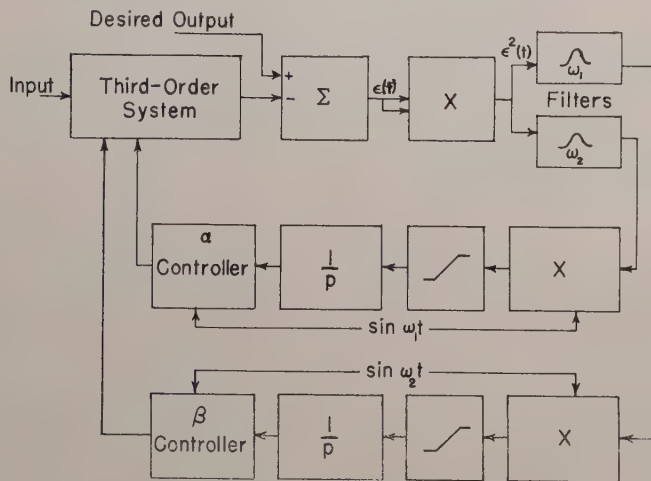 Desired Output
Input
Third-Order
System
+
−
Σ
ϵ(t)
X
ϵ²(t)
ω₁
Filters
ω₂
α
Controller
1/p
X
sin ω₁t
sin ω₂t
β
Controller
1/p
X